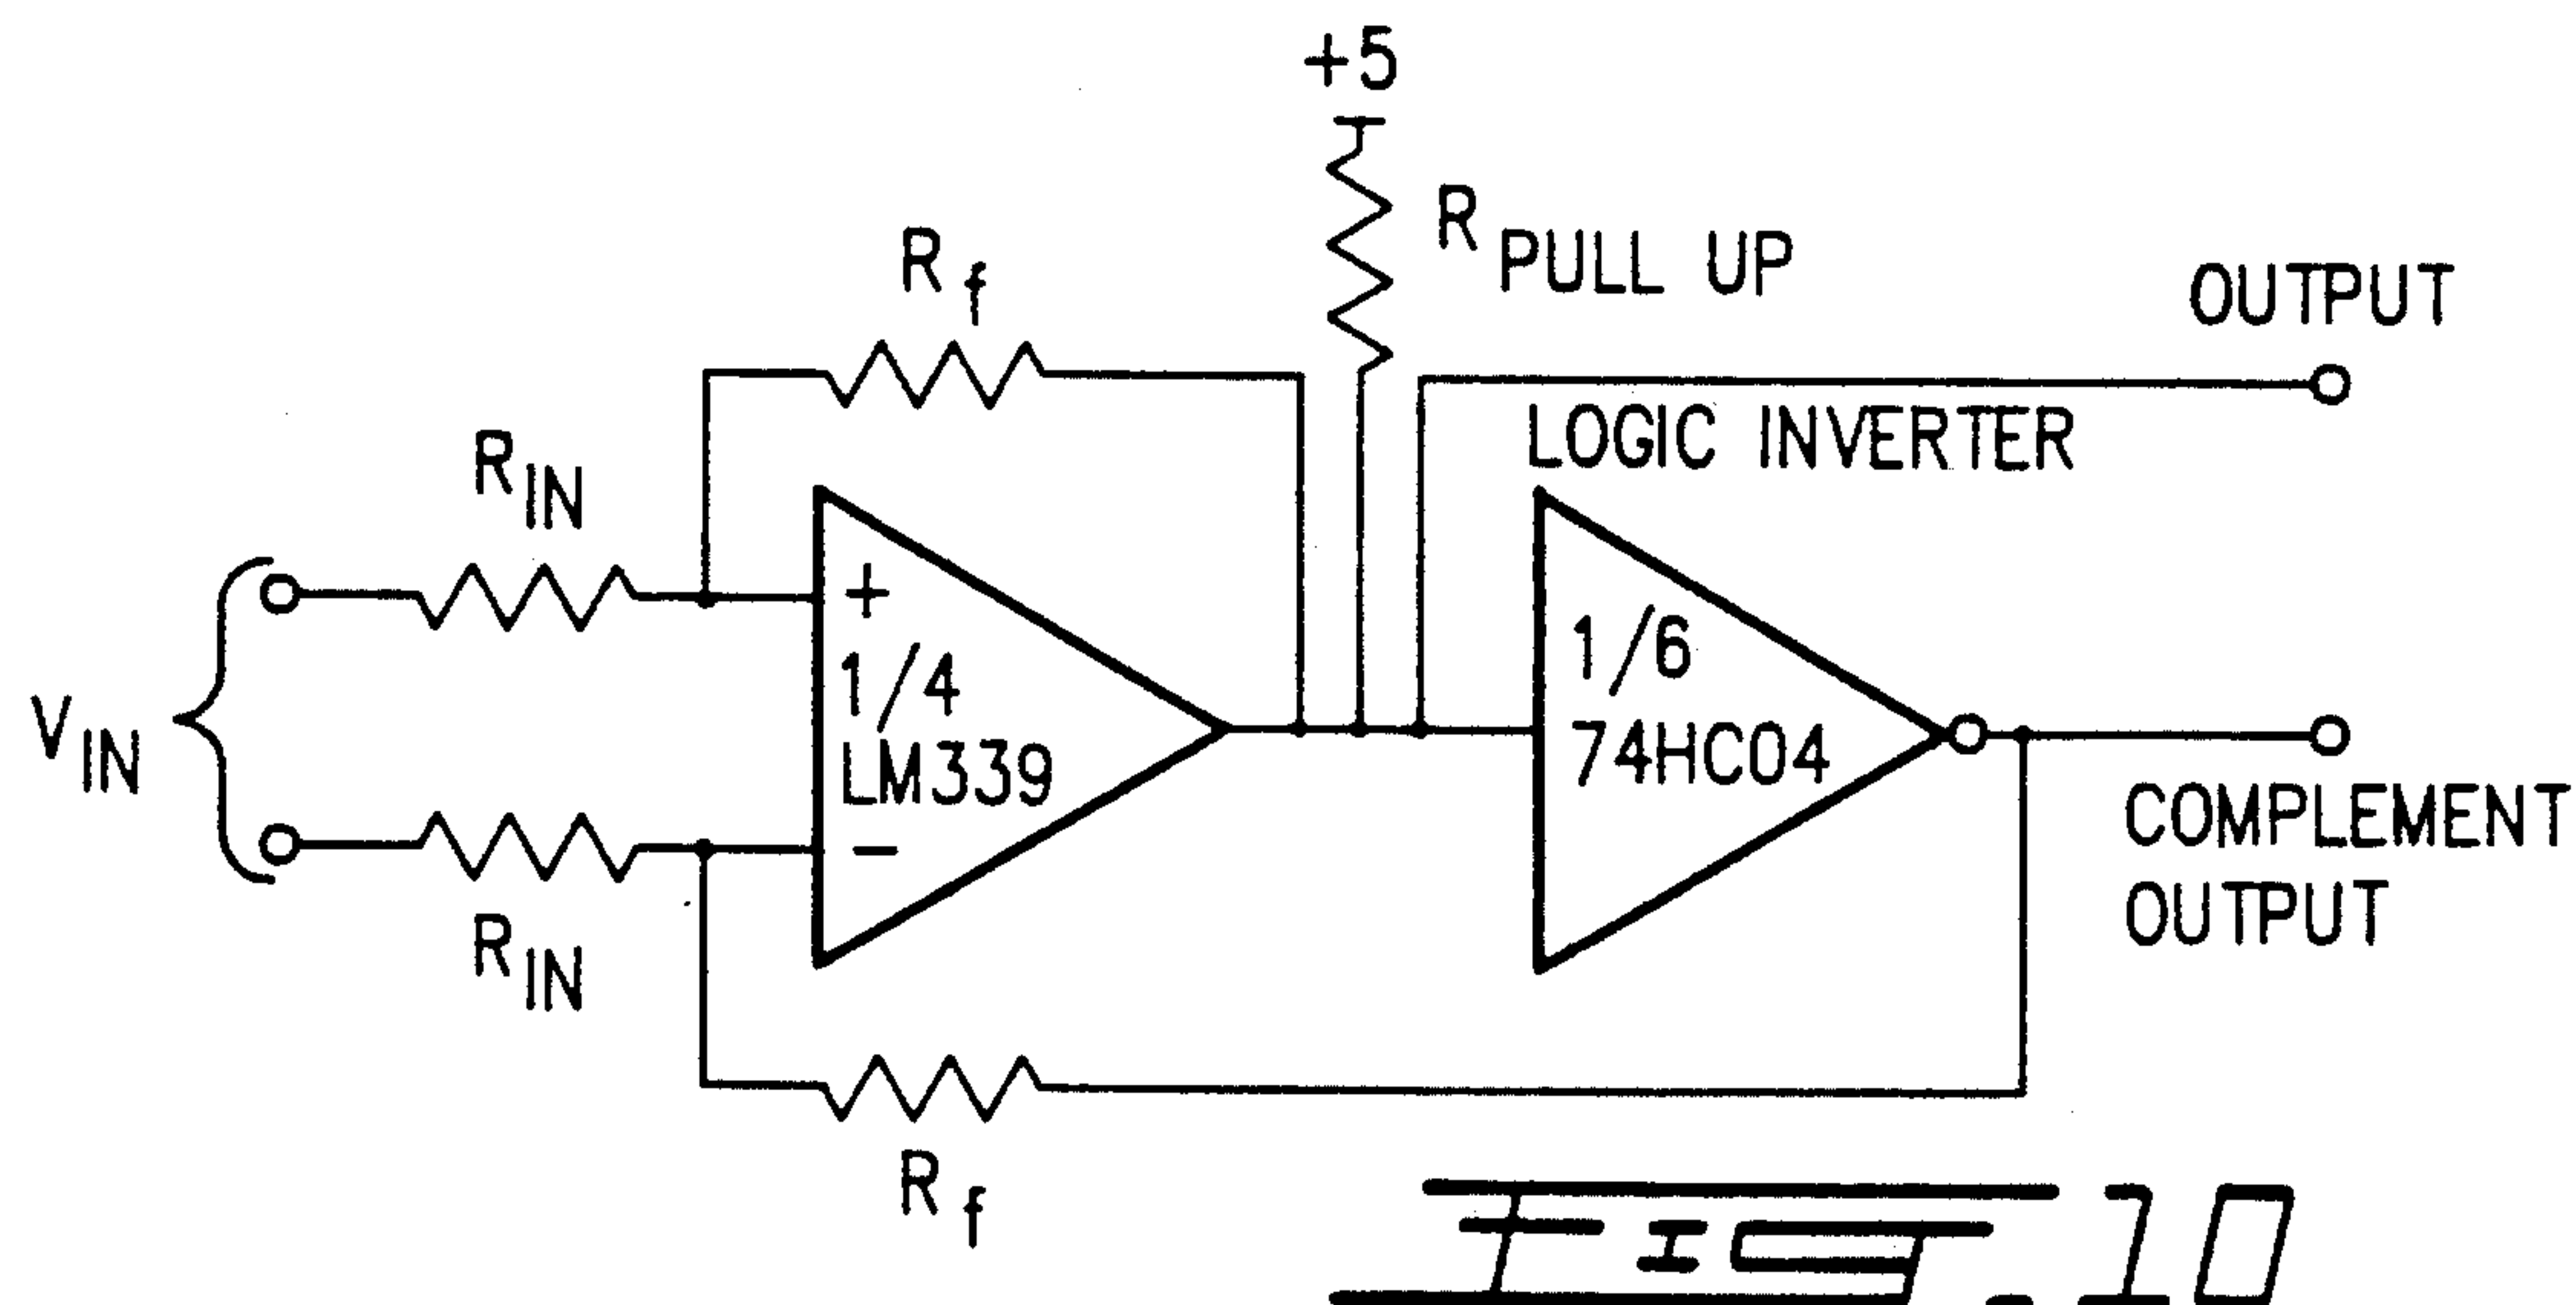 +5
R PULL UP
R f
OUTPUT
LOGIC INVERTER
R IN
+
1/4
LM339
-
1/6
74HC04
V IN
COMPLEMENT
OUTPUT
R IN
R f
FIG. 10